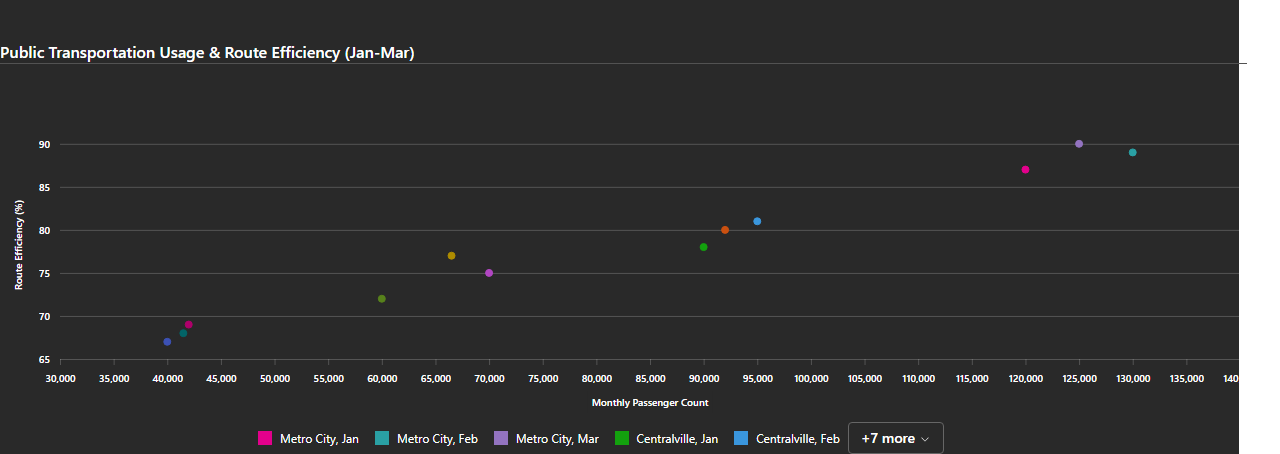 Public Transportation Usage & Route Efficiency (Jan-Mar)
90
85
80
75
70
65
Route Efficiency (%)
30,000 35,000 40,000 45,000 50,000 55,000 60,000 65,000 70,000 75,000 80,000 85,000 90,000 95,000 100,000 105,000 110,000 115,000 120,000 125,000 130,000 135,000 140
Monthly Passenger Count
Metro City, Jan Metro City, Feb Metro City, Mar Centralville, Jan Centralville, Feb +7 more